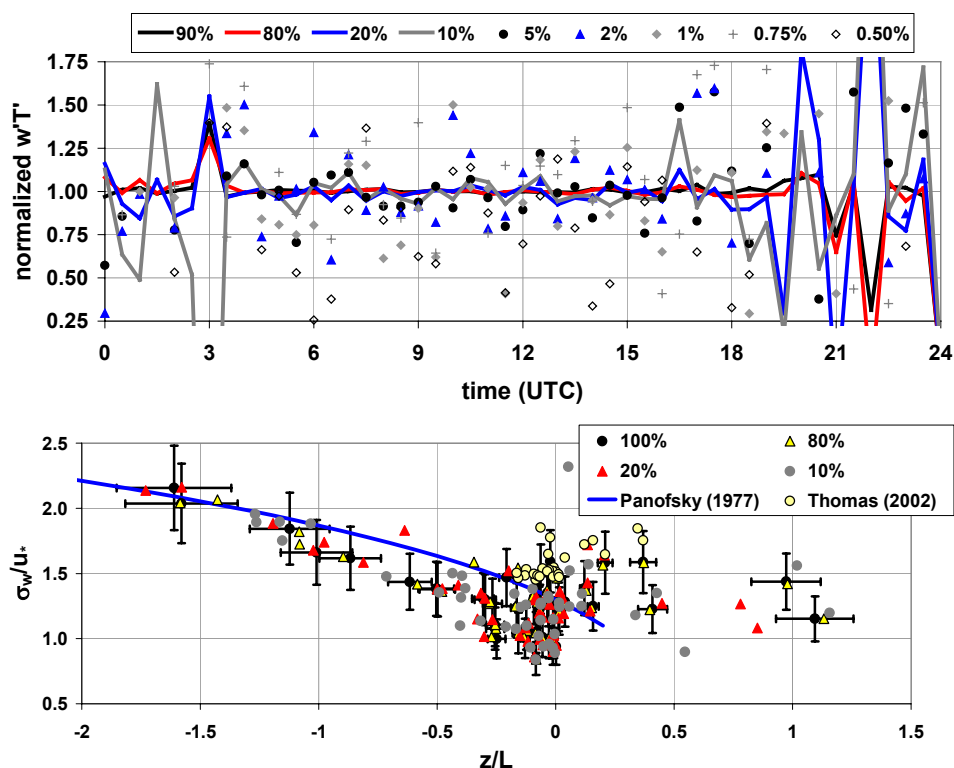 90% 80% 20% 10% 5% 2% 1% 0.75% 0.50%
normalized w'T'
1.75
1.50
1.25
1.00
0.75
0.50
0.25
0 3 6 9 12 15 18 21 24
time (UTC)
σw/u*
2.5
2.0
1.5
1.0
0.5
100% 80%
20% 10%
Panofsky (1977) Thomas (2002)
-2 -1.5 -1 -0.5 0 0.5 1 1.5
z/L